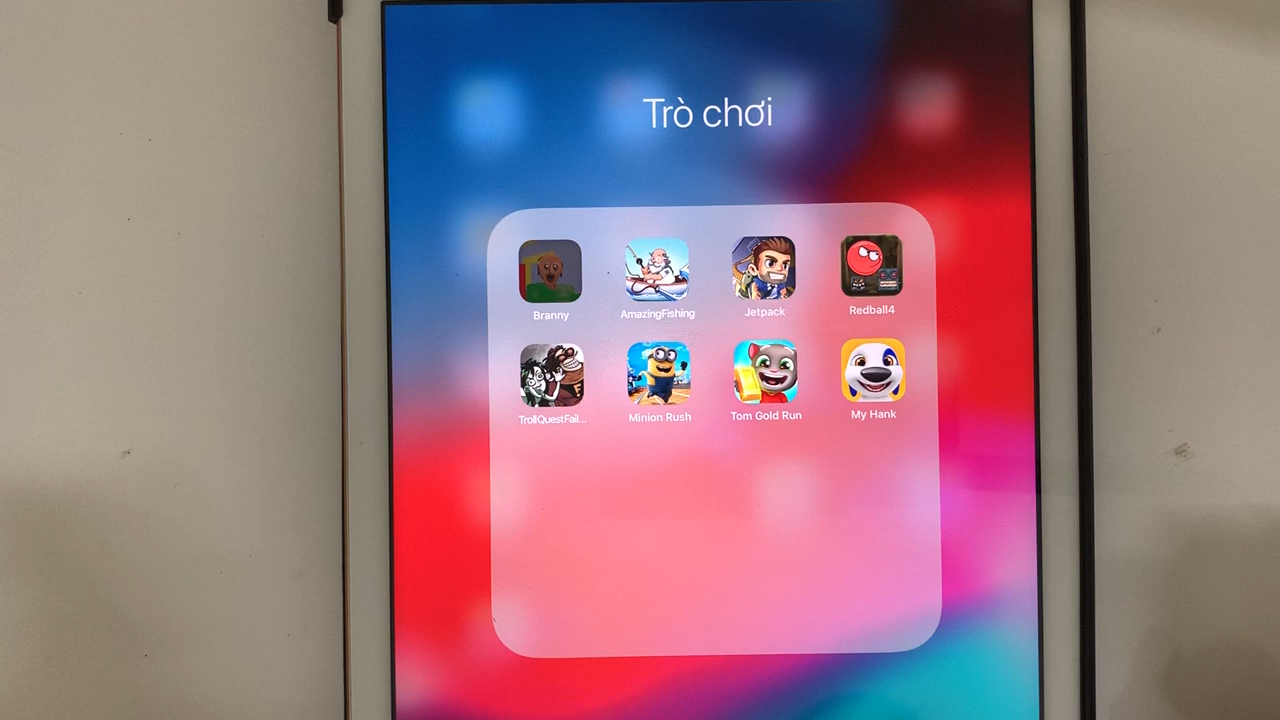 Trò chơi
Branny
AmazingFishing
Jetpack
Redball4
TrollQuestFail...
Minion Rush
Tom Gold Run
My Hank